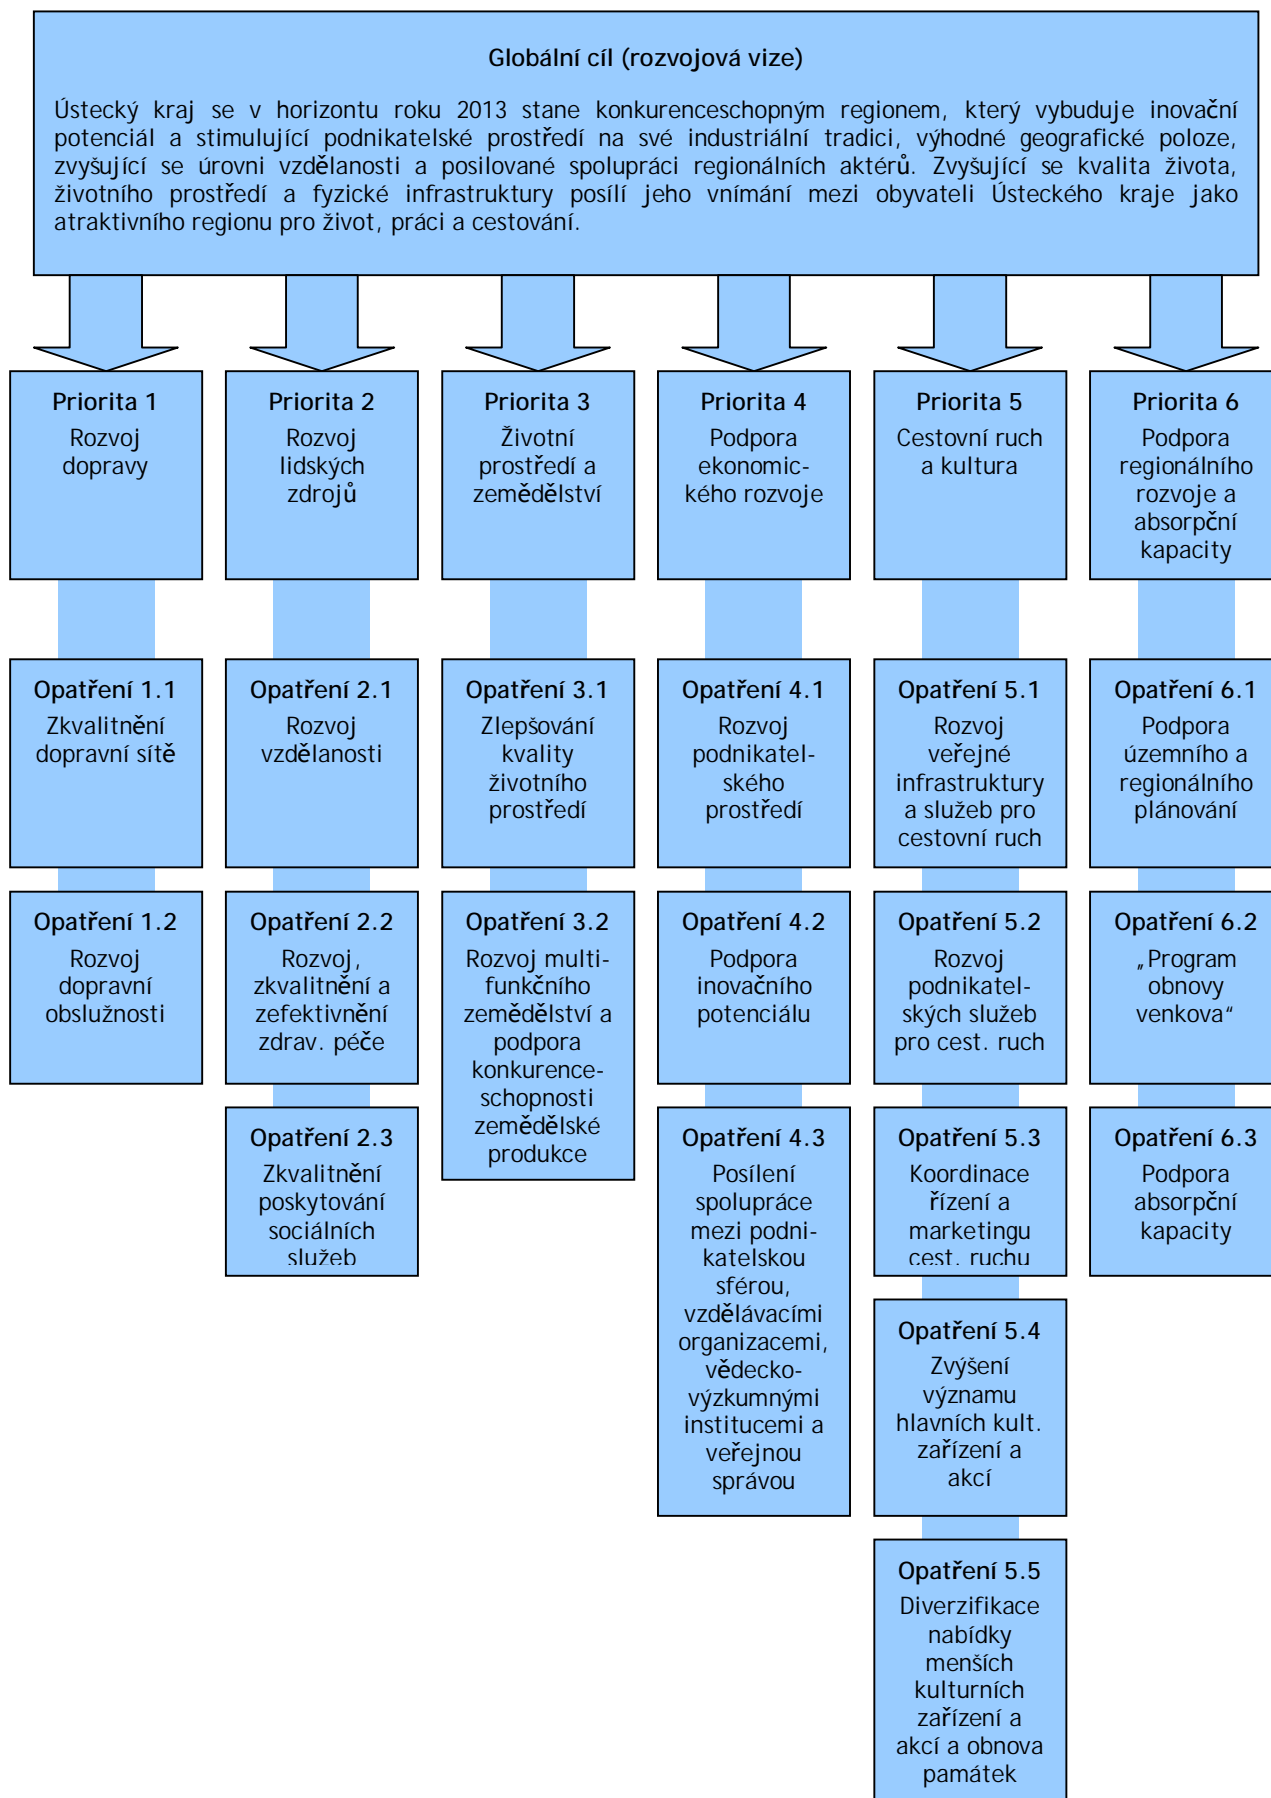 Globální cíl (rozvojová vize)
Ústecký kraj se v horizontu roku 2013 stane konkurenceschopným regionem, který vybuduje inovační
potenciál a stimulující podnikatelské prostředí na své industriální tradici, výhodné geografické poloze,
zvyšující se úrovni vzdělanosti a posilované spolupráci regionálních aktérů. Zvyšující se kvalita života,
životního prostředí a fyzické infrastruktury posílí jeho vnímání mezi obyvateli Ústeckého kraje jako
atraktivního regionu pro život, práci a cestování.
Priorita 1
Rozvoj
dopravy
Priorita 2
Rozvoj
lidských
zdrojů
Priorita 3
Životní
prostředí a
zemědělství
Priorita 4
Podpora
ekonomic-
kého rozvoje
Priorita 5
Cestovní ruch
a kultura
Priorita 6
Podpora
regionálního
rozvoje a
absorpční
kapacity
Opatření 1.1
Zkvalitnění
dopravní sítě
Opatření 2.1
Rozvoj
vzdělanosti
Opatření 3.1
Zlepšování
kvality
životního
prostředí
Opatření 4.1
Rozvoj
podnikatel-
ského
prostředí
Opatření 5.1
Rozvoj
veřejné
infrastruktury
a služeb pro
cestovní ruch
Opatření 6.1
Podpora
územního a
regionálního
plánování
Opatření 1.2
Rozvoj
dopravní
obslužnosti
Opatření 2.2
Rozvoj,
zkvalitnění a
zefektivnění
zdrav. péče
Opatření 3.2
Rozvoj multi-
funkčního
zemědělství a
podpora
konkurence-
schopnosti
zemědělské
produkce
Opatření 4.2
Podpora
inovačního
potenciálu
Opatření 5.2
Rozvoj
podnikatel-
ských služeb
pro cest. ruch
Opatření 6.2
„Program
obnovy
venkova“
Opatření 2.3
Zkvalitnění
poskytování
sociálních
služeb
Opatření 4.3
Posílení
spolupráce
mezi podni-
katelskou
sférou,
vzdělávacími
organizacemi,
vědecko-
výzkumnými
institucemi a
veřejnou
správou
Opatření 5.3
Koordinace
řízení a
marketingu
cest. ruchu
Opatření 6.3
Podpora
absorpční
kapacity
Opatření 5.4
Zvýšení
významu
hlavních kult.
zařízení a
akcí
Opatření 5.5
Diverzifikace
nabídky
menších
kulturních
zařízení a
akcí a obnova
památek